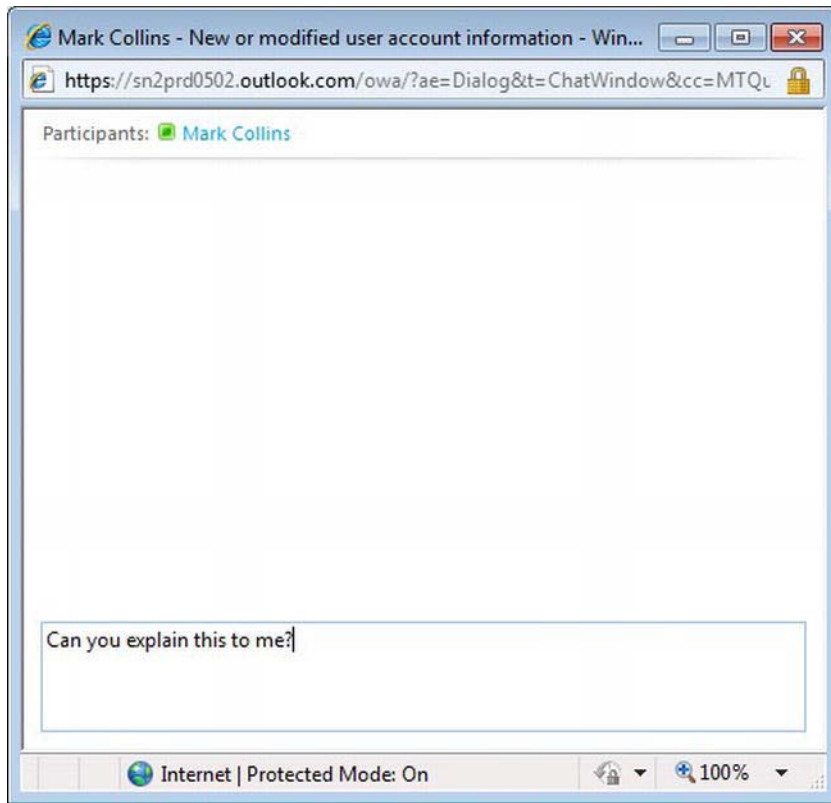 Mark Collins - New or modified user account information - Win...
https://sn2prd0502.outlook.com/owa/?ae=Dialog&t=ChatWindow&cc=MTQu
Participants: Mark Collins
Can you explain this to me?
Internet | Protected Mode: On 100%